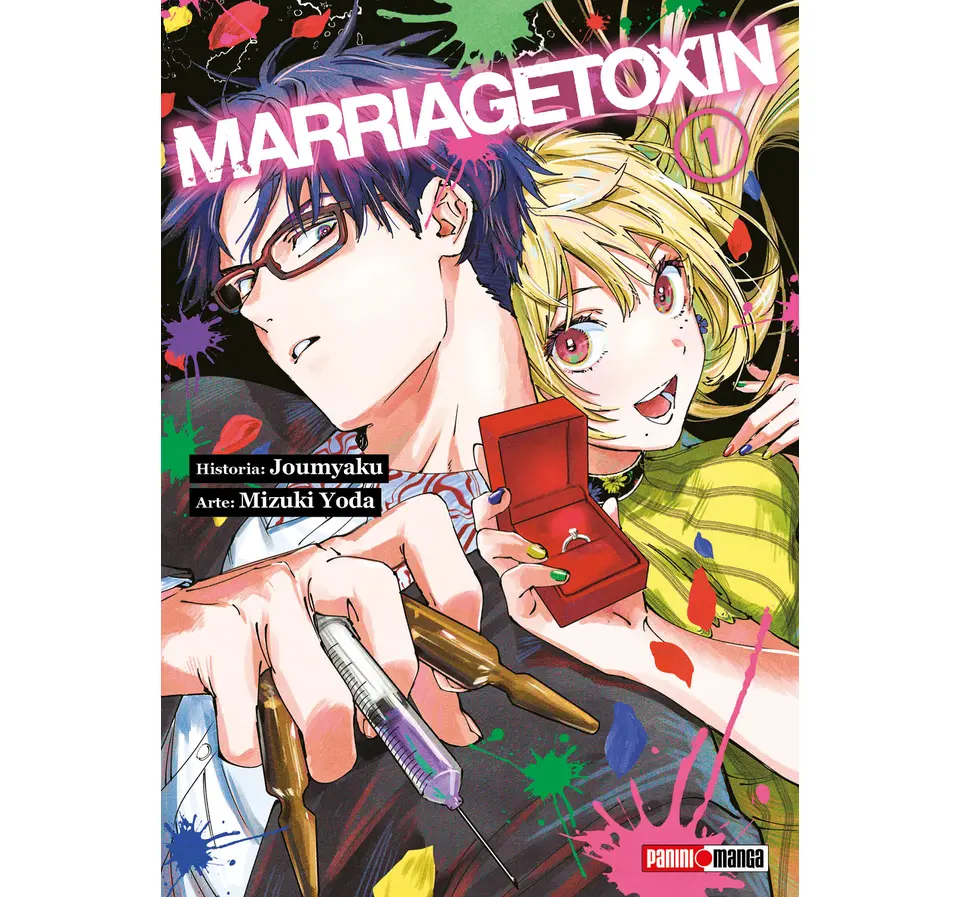 MARRIAGETOXIN
1
Historia: Joumyaku
Arte: Mizuki Yoda
PANINI manga